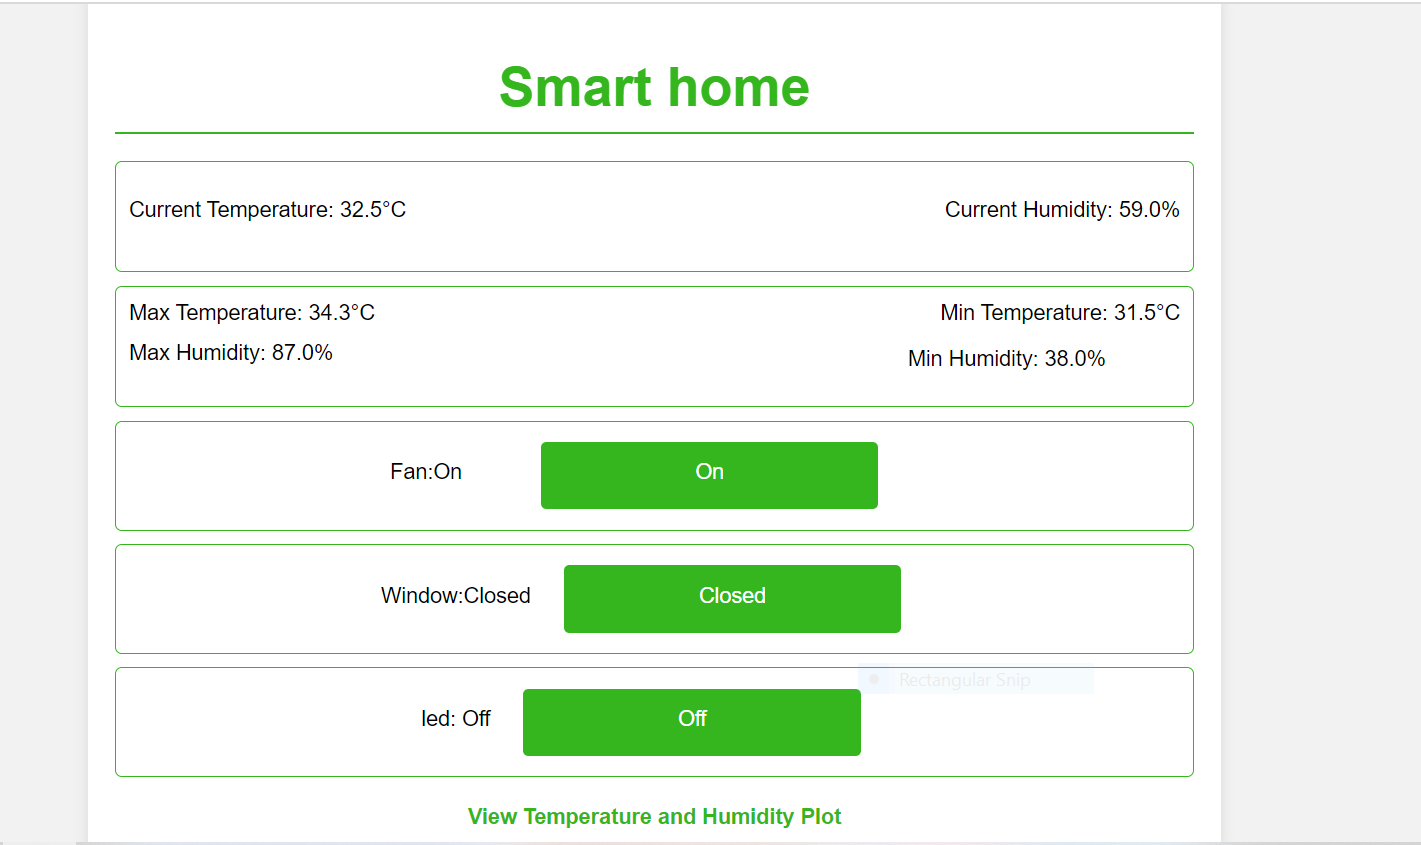 Smart home
Current Temperature: 32.5°C
Current Humidity: 59.0%
Max Temperature: 34.3°C
Min Temperature: 31.5°C
Max Humidity: 87.0%
Min Humidity: 38.0%
Fan:On
On
Window:Closed
Closed
Rectangular Snip
led: Off
Off
View Temperature and Humidity Plot